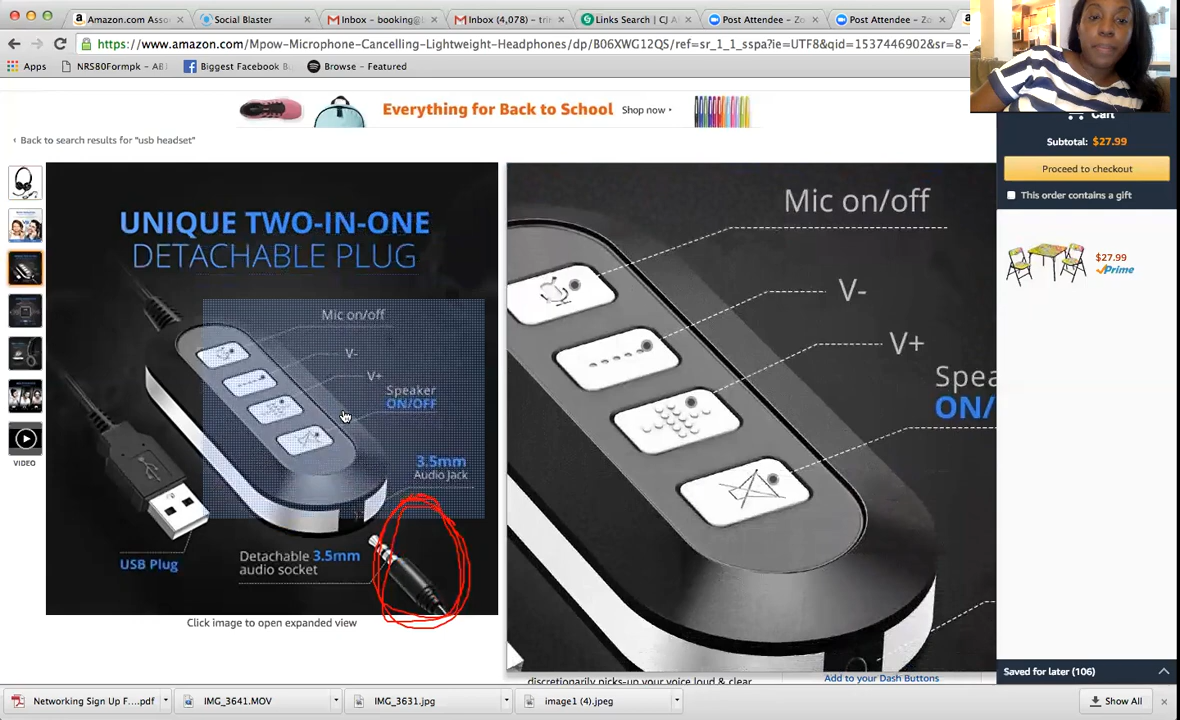 Amazon.com Asso
Social Blaster
Inbox - booking@
Inbox (4,078) - tri
Links Search | CJ A
Post Attendee - Zo
Post Attendee - Zo
https://www.amazon.com/Mpow-Microphone-Cancelling-Lightweight-Headphones/dp/B06XWG12QS/ref=sr_1_1_sspa?ie=UTF8&qid=1537446902&sr=8-
Apps
NRS80Formpk - AB
Biggest Facebook B
Browse - Featured
Everything for Back to School
Shop now
Cart
Back to search results for "usb headset"
Subtotal: $27.99
Proceed to checkout
This order contains a gift
$27.99
Prime
VIDEO
UNIQUE TWO-IN-ONE
DETACHABLE PLUG
Mic on/off
V-
V+
Speaker
ON/OFF
3.5mm
Audio Jack
USB Plug
Detachable 3.5mm
audio socket
Click image to open expanded view
Mic on/off
V-
V+
Spea
ON/
discretionarily picks-up your voice loud & clear
Add to your Dash Buttons
Saved for later (106)
Networking Sign Up F....pdf
IMG_3641.MOV
IMG_3631.jpg
image1 (4).jpeg
Show All